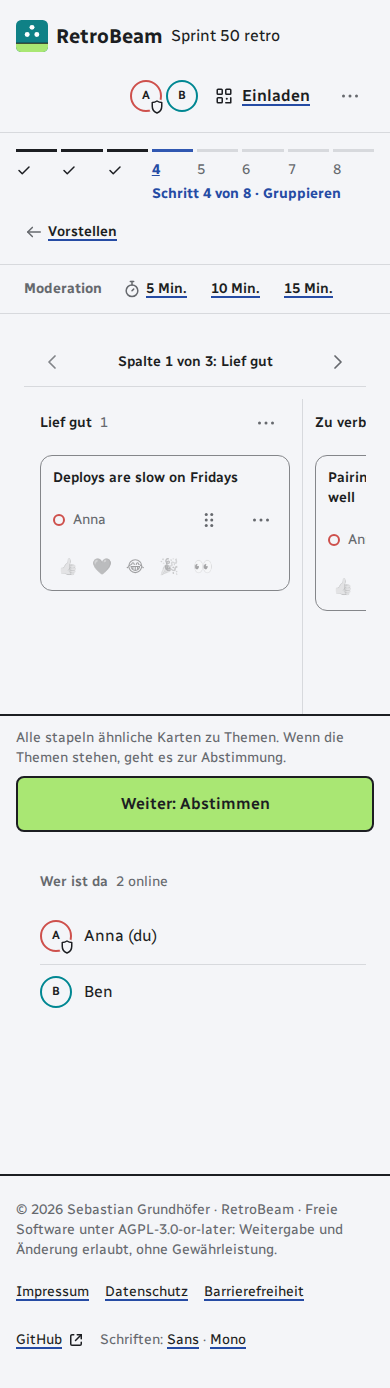 RetroBeam Sprint 50 retro
A B Einladen
4 5 6 7 8
Schritt 4 von 8 · Gruppieren
Vorstellen
Moderation 5 Min. 10 Min. 15 Min.
Spalte 1 von 3: Lief gut
Lief gut 1
Deploys are slow on Fridays
Anna
Zu verb
Pairin
well
An
Alle stapeln ähnliche Karten zu Themen. Wenn die
Themen stehen, geht es zur Abstimmung.
Weiter: Abstimmen
Wer ist da 2 online
A Anna (du)
B Ben
© 2026 Sebastian Grundhöfer · RetroBeam · Freie
Software unter AGPL-3.0-or-later: Weitergabe und
Änderung erlaubt, ohne Gewährleistung.
Impressum Datenschutz Barrierefreiheit
GitHub Schriften: Sans · Mono